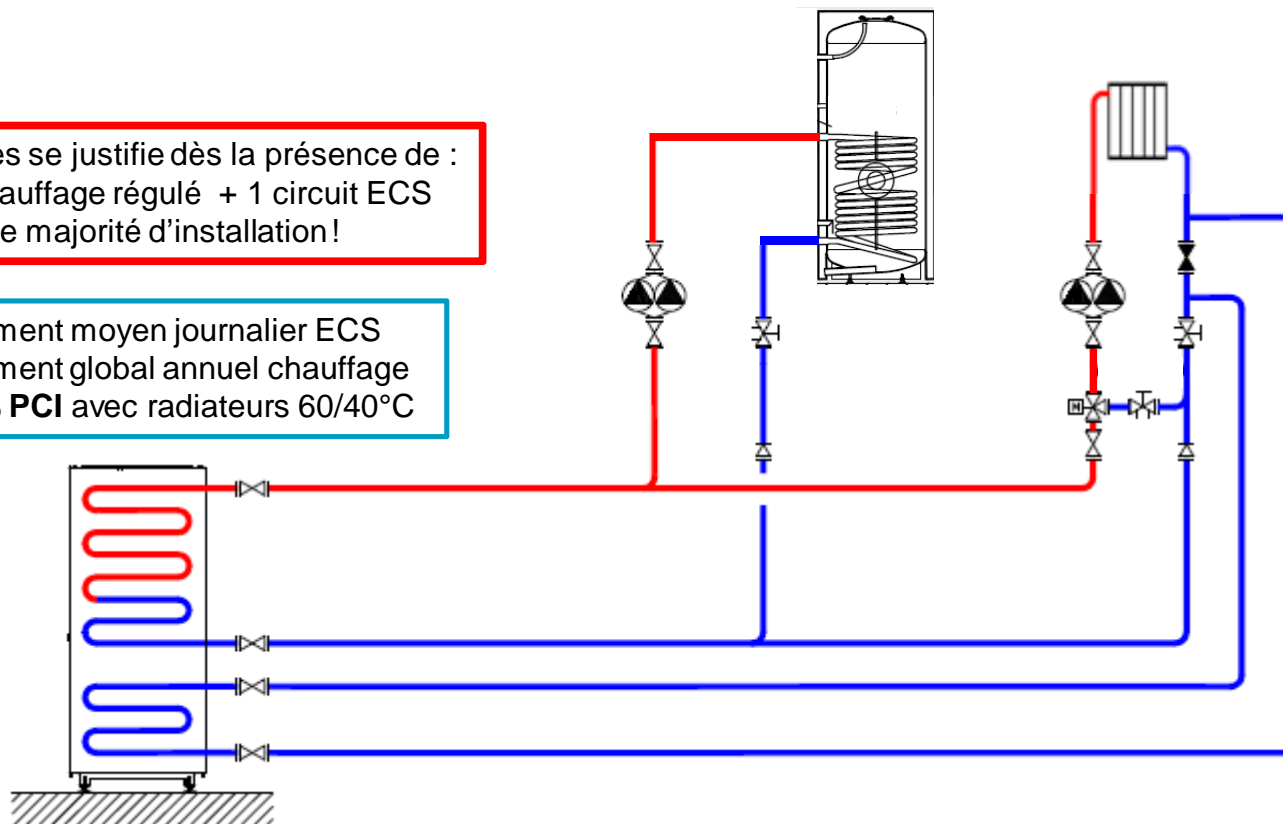 es se justifie dès la présence de :
auffage régulé + 1 circuit ECS
e majorité d'installation !
ment moyen journalier ECS
ment global annuel chauffage
PCI avec radiateurs 60/40°C
M